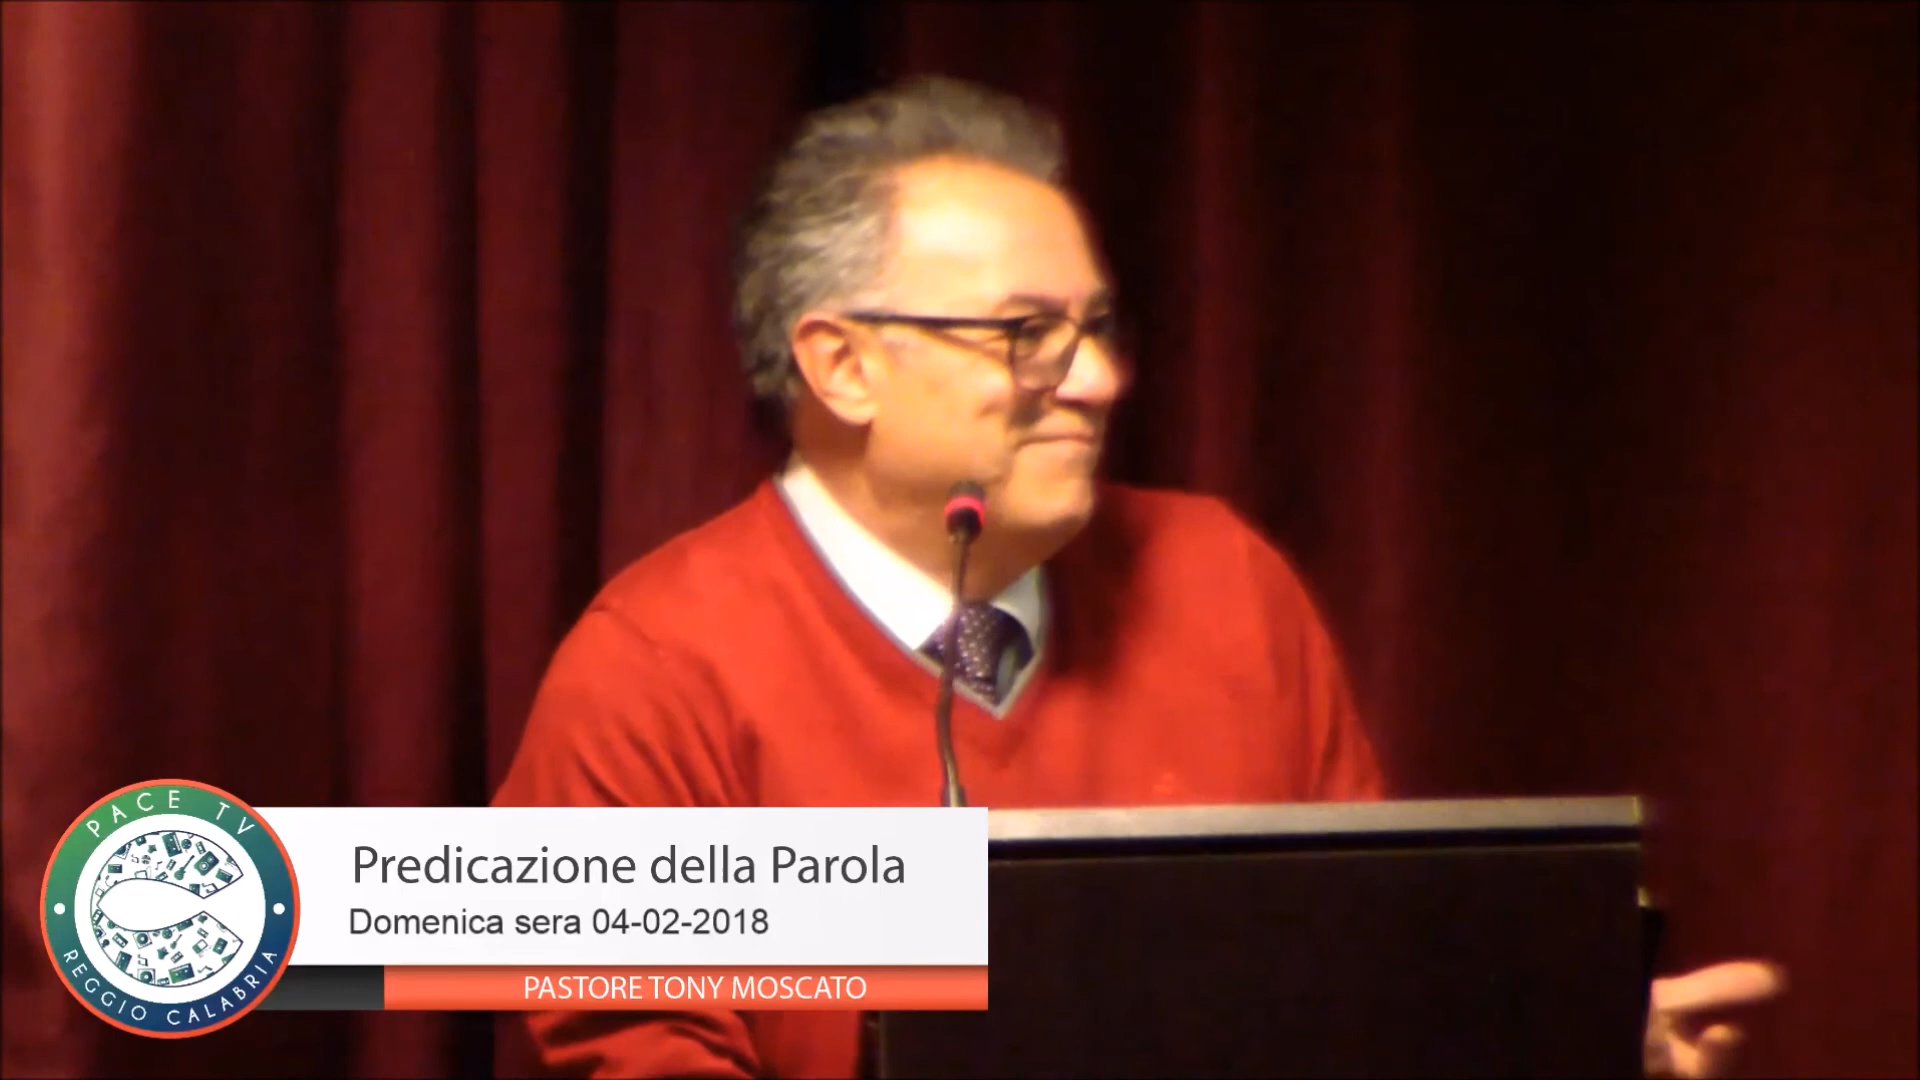 PACE TV
REGGIO CALABRIA
Predicazione della Parola
Domenica sera 04-02-2018
PASTORE TONY MOSCATO